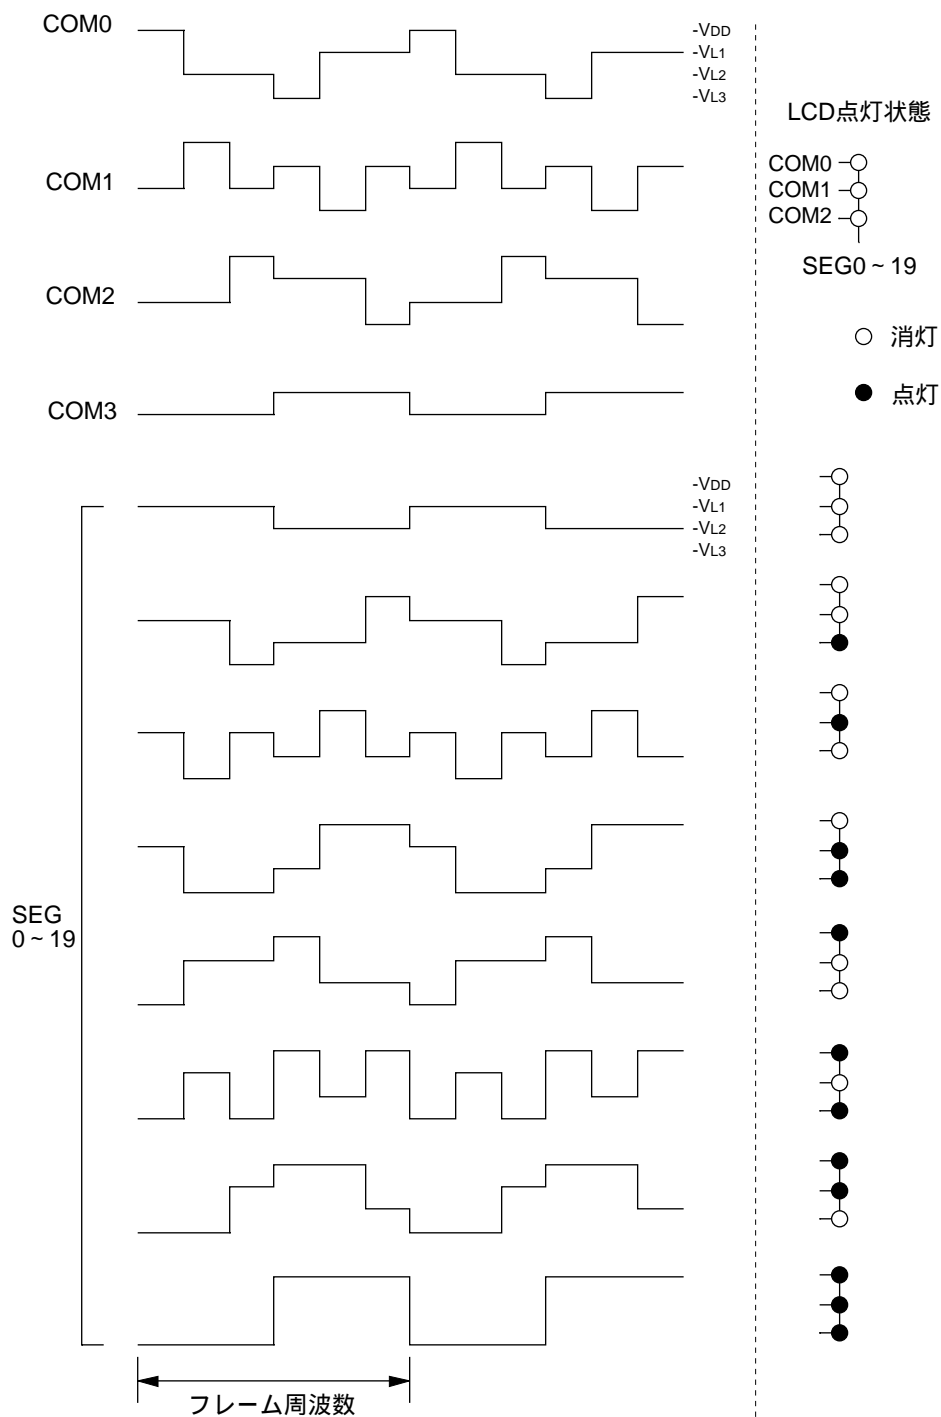 COM0
-VDD
-VL1
-VL2
-VL3
LCD点灯状態
COM1
COM0
COM1
COM2
SEG0 ~ 19
COM2
消灯
COM3
点灯
-VDD
-VL1
-VL2
-VL3
SEG
0 ~ 19
フレーム周波数